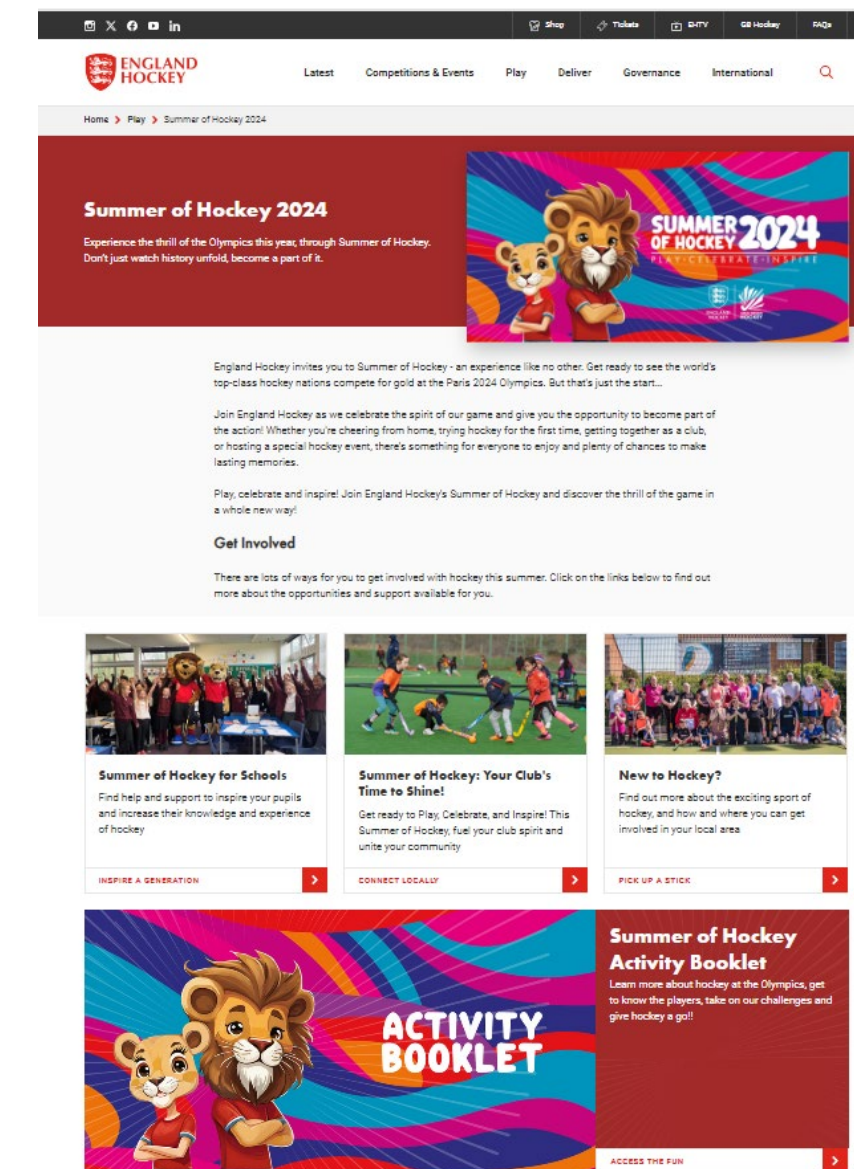 Shop Tickets EHTV GB Hockey FAQs
ENGLAND
HOCKEY
Latest Competitions & Events Play Deliver Governance International
Home Play Summer of Hockey 2024
Summer of Hockey 2024
Experience the thrill of the Olympics this year, through Summer of Hockey.
Don't just watch history unfold, become a part of it.
SUMMER
OF HOCKEY 2024
PLAY·CELEBRATE·INSPIRE
ENGLAND
HOCKEY
England Hockey invites you to Summer of Hockey - an experience like no other. Get ready to see the world's
top-class hockey nations compete for gold at the Paris 2024 Olympics. But that's just the start...
Join England Hockey as we celebrate the spirit of our game and give you the opportunity to become part of
the action! Whether you're cheering from home, trying hockey for the first time, getting together as a club,
or hosting a special hockey event, there's something for everyone to enjoy and plenty of chances to make
lasting memories.
Play, celebrate and inspire! Join England Hockey's Summer of Hockey and discover the thrill of the game in
a whole new way!
Get Involved
There are lots of ways for you to get involved with hockey this summer. Click on the links below to find out
more about the opportunities and support available for you.
Summer of Hockey for Schools
Find help and support to inspire your pupils
and increase their knowledge and experience
of hockey
INSPIRE A GENERATION
Summer of Hockey: Your Club's
Time to Shine!
Get ready to Play, Celebrate, and Inspire! This
Summer of Hockey, fuel your club spirit and
unite your community
CONNECT LOCALLY
New to Hockey?
Find out more about the exciting sport of
hockey, and how and where you can get
involved in your local area
PICK UP A STICK
ACTIVITY
BOOKLET
Summer of Hockey
Activity Booklet
Learn more about hockey at the Olympics, get
to know the players, take on our challenges and
give hockey a go!!
ACCESS THE FUN